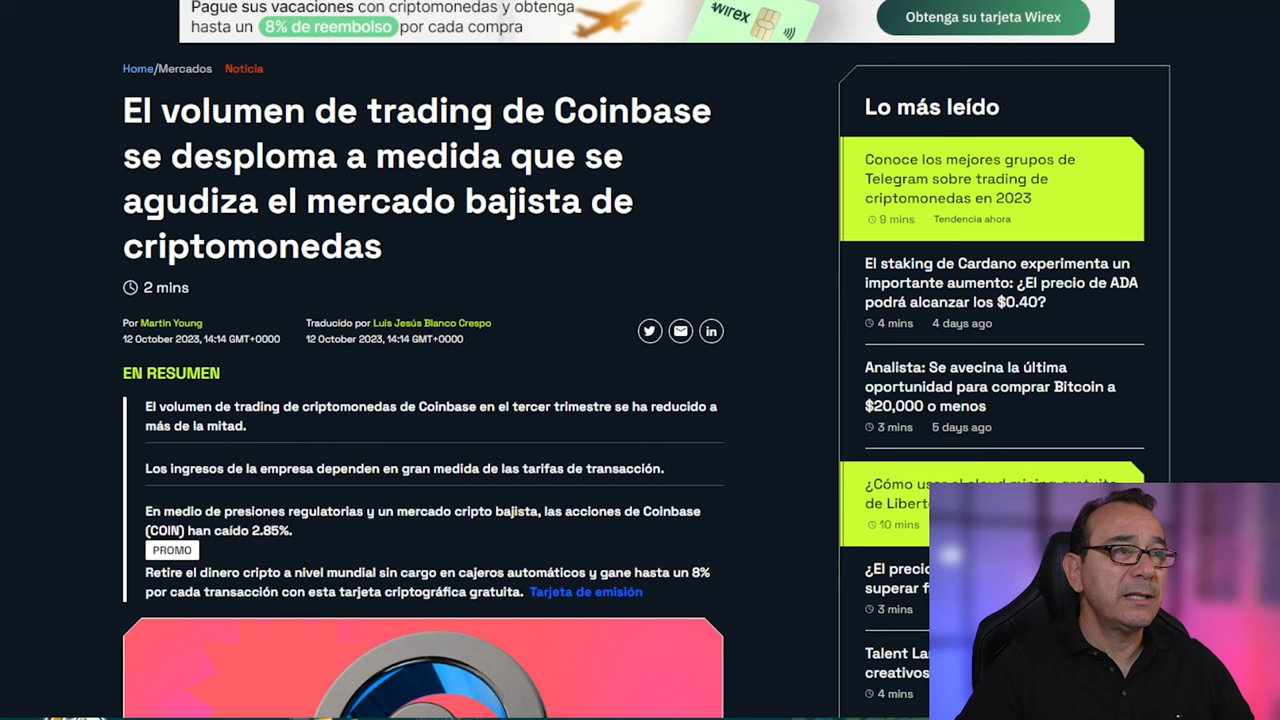 Pague sus vacaciones con criptomonedas y obtenga
hasta un 8% de reembolso por cada compra
wirex
Obtenga su tarjeta Wirex
Home/Mercados Noticia
El volumen de trading de Coinbase
se desploma a medida que se
agudiza el mercado bajista de
criptomonedas
2 mins
Por Martin Young
12 October 2023, 14:14 GMT+0000
Traducido por Luis Jesús Blanco Crespo
12 October 2023, 14:14 GMT+0000
EN RESUMEN
El volumen de trading de criptomonedas de Coinbase en el tercer trimestre se ha reducido a
más de la mitad.
Los ingresos de la empresa dependen en gran medida de las tarifas de transacción.
En medio de presiones regulatorias y un mercado cripto bajista, las acciones de Coinbase
(COIN) han caído 2.85%.
PROMO
Retire el dinero cripto a nivel mundial sin cargo en cajeros automáticos y gane hasta un 8%
por cada transacción con esta tarjeta criptográfica gratuita. Tarjeta de emisión
Lo más leído
Conoce los mejores grupos de
Telegram sobre trading de
criptomonedas en 2023
9 mins Tendencia ahora
El staking de Cardano experimenta un
importante aumento: ¿El precio de ADA
podrá alcanzar los $0.40?
4 mins 4 days ago
Analista: Se avecina la última
oportunidad para comprar Bitcoin a
$20,000 o menos
3 mins 5 days ago
¿Cómo usar el cloud mining gratuito
de Libert
10 mins
¿El precio
superar
3 mins
Talent La
creativos
4 mins